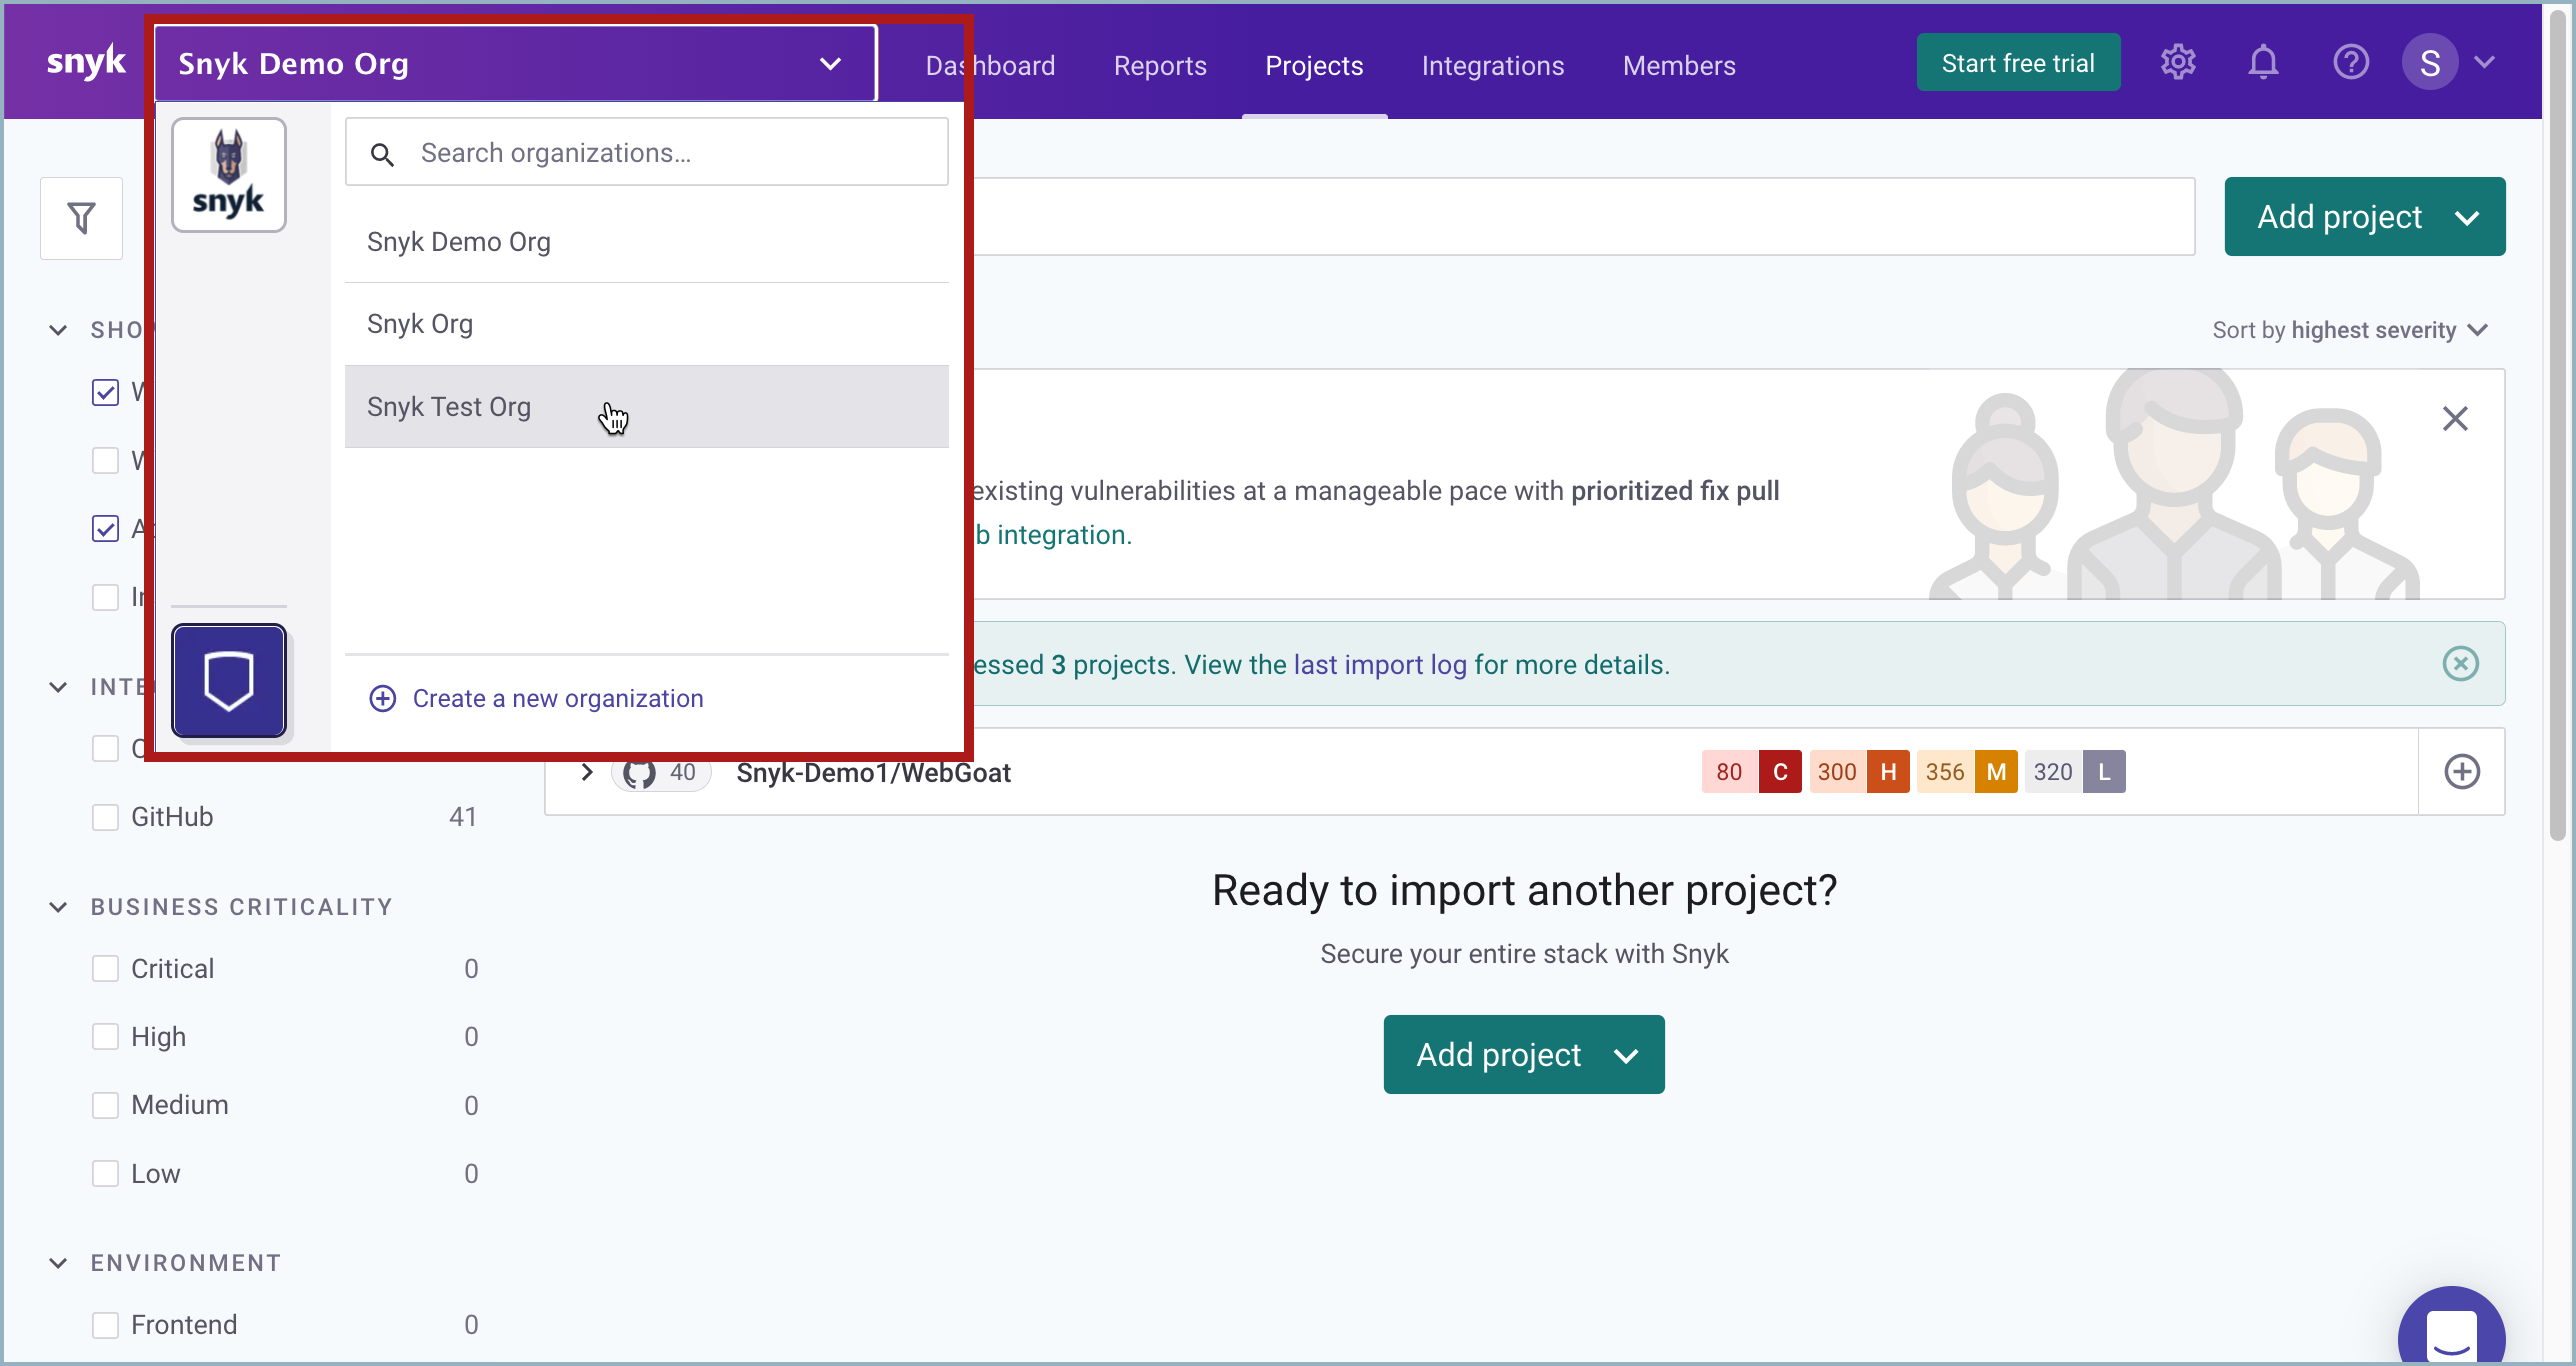 snyk
Snyk Demo Org
Dashboard
Reports
Projects
Integrations
Members
Start free trial
S
snyk
Search organizations...
Snyk Demo Org
Snyk Org
Snyk Test Org
Create a new organization
Add project
Sort by highest severity
existing vulnerabilities at a manageable pace with prioritized fix pull
integration.
3 projects. View the last import log for more details.
40
Snyk-Demo1/WebGoat
80 C
300 H
356 M
320 L
GitHub 41
BUSINESS CRITICALITY
Critical 0
High 0
Medium 0
Low 0
ENVIRONMENT
Frontend 0
Ready to import another project?
Secure your entire stack with Snyk
Add project